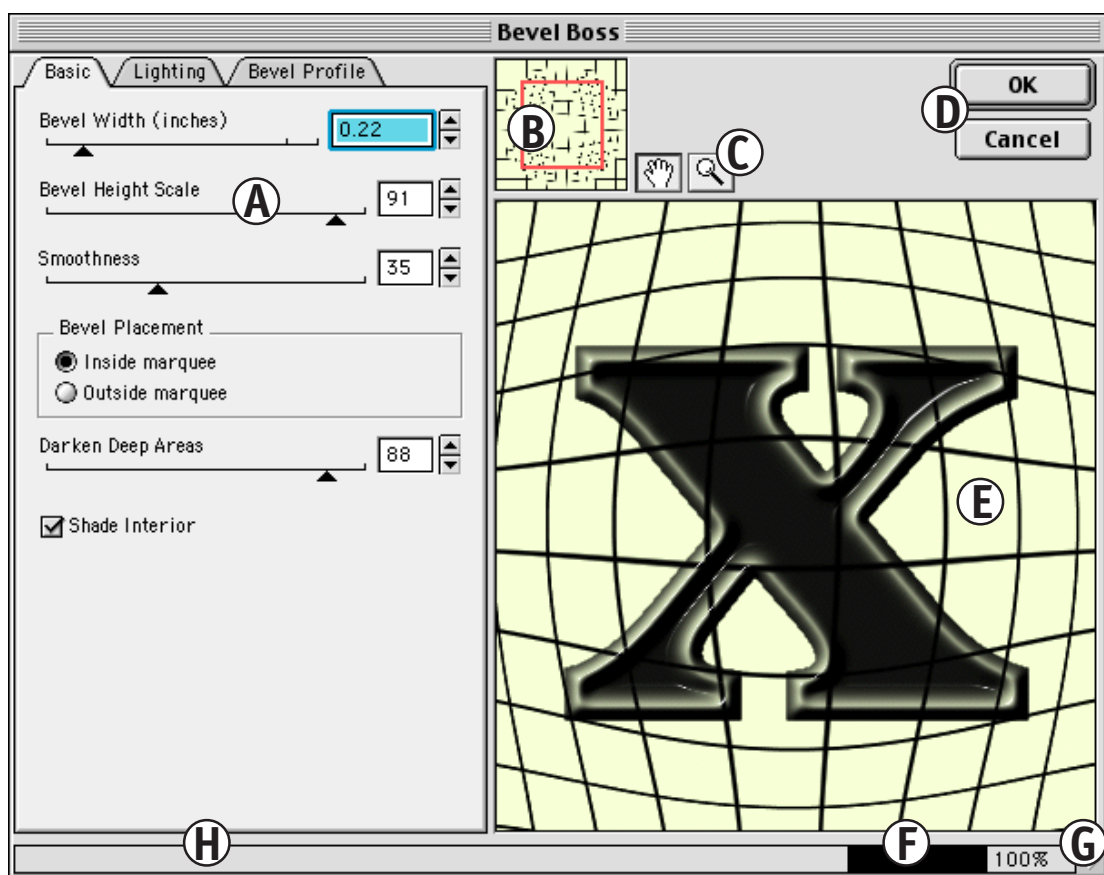 Bevel Boss
Basic Lighting Bevel Profile
Bevel Width (inches) 0.22
Bevel Height Scale 91
A
Smoothness 35
Bevel Placement
Inside marquee
Outside marquee
Darken Deep Areas 88
Shade Interior
B
C
D
OK
Cancel
X
E
H
F
100%
G